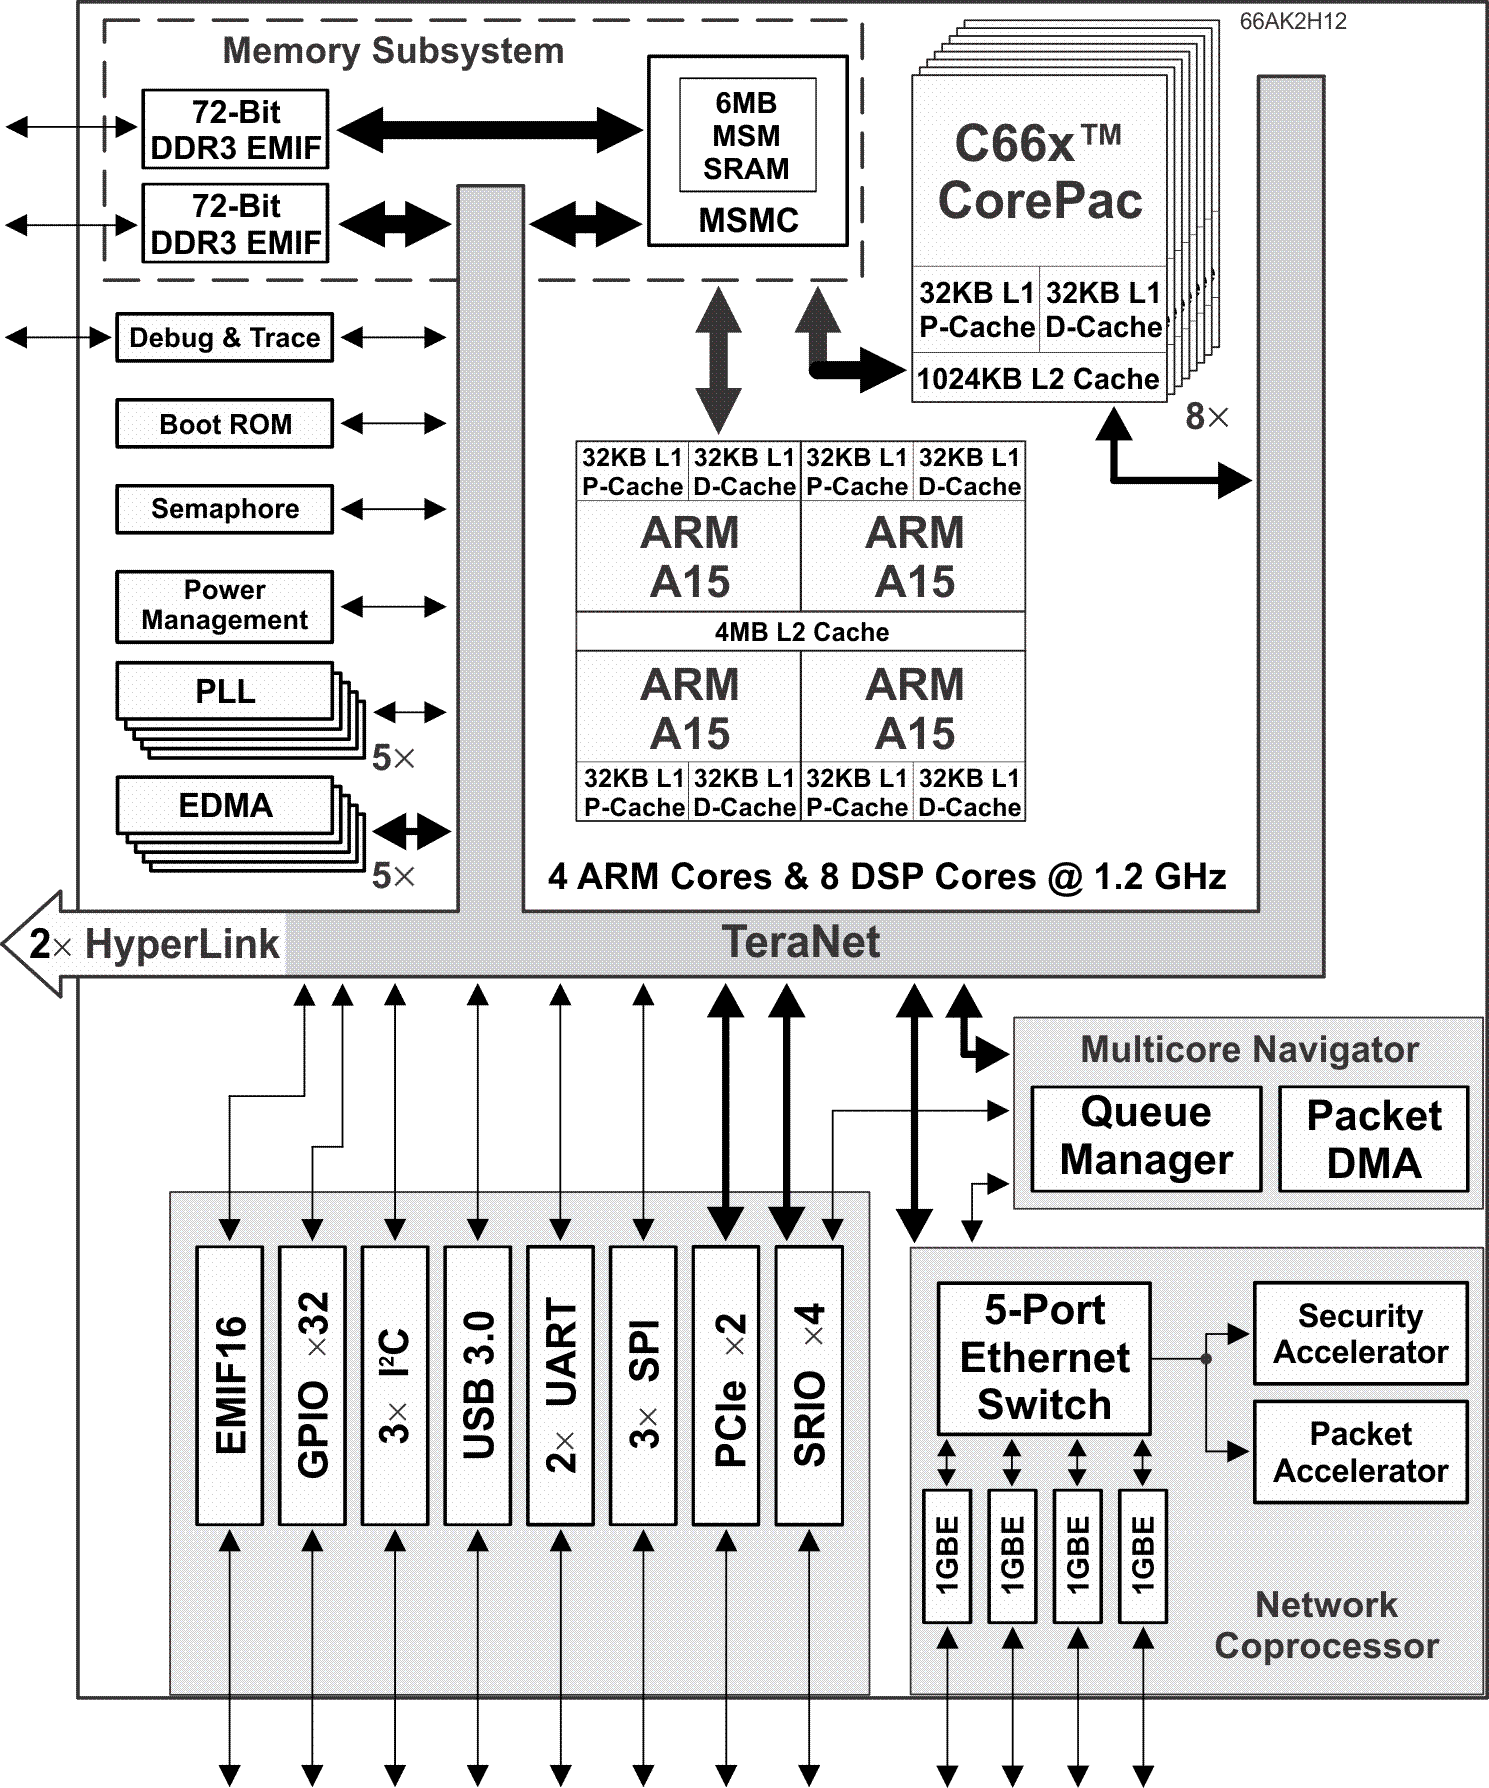 66AK2H12
Memory Subsystem
72-Bit
DDR3 EMIF
72-Bit
DDR3 EMIF
6MB
MSM
SRAM
MSMC
C66x™
CorePac
32KB L1
P-Cache
32KB L1
D-Cache
1024KB L2 Cache
8×
Debug & Trace
Boot ROM
Semaphore
Power
Management
PLL
5×
EDMA
5×
32KB L1
P-Cache
32KB L1
D-Cache
32KB L1
P-Cache
32KB L1
D-Cache
ARM
A15
ARM
A15
4MB L2 Cache
ARM
A15
ARM
A15
32KB L1
P-Cache
32KB L1
D-Cache
32KB L1
P-Cache
32KB L1
D-Cache
4 ARM Cores & 8 DSP Cores @ 1.2 GHz
2× HyperLink
TeraNet
Multicore Navigator
Queue
Manager
Packet
DMA
EMIF16
GPIO ×32
3× I²C
USB 3.0
2× UART
3× SPI
PCIe ×2
SRIO ×4
5-Port
Ethernet
Switch
Security
Accelerator
Packet
Accelerator
1GBE
1GBE
1GBE
1GBE
Network
Coprocessor